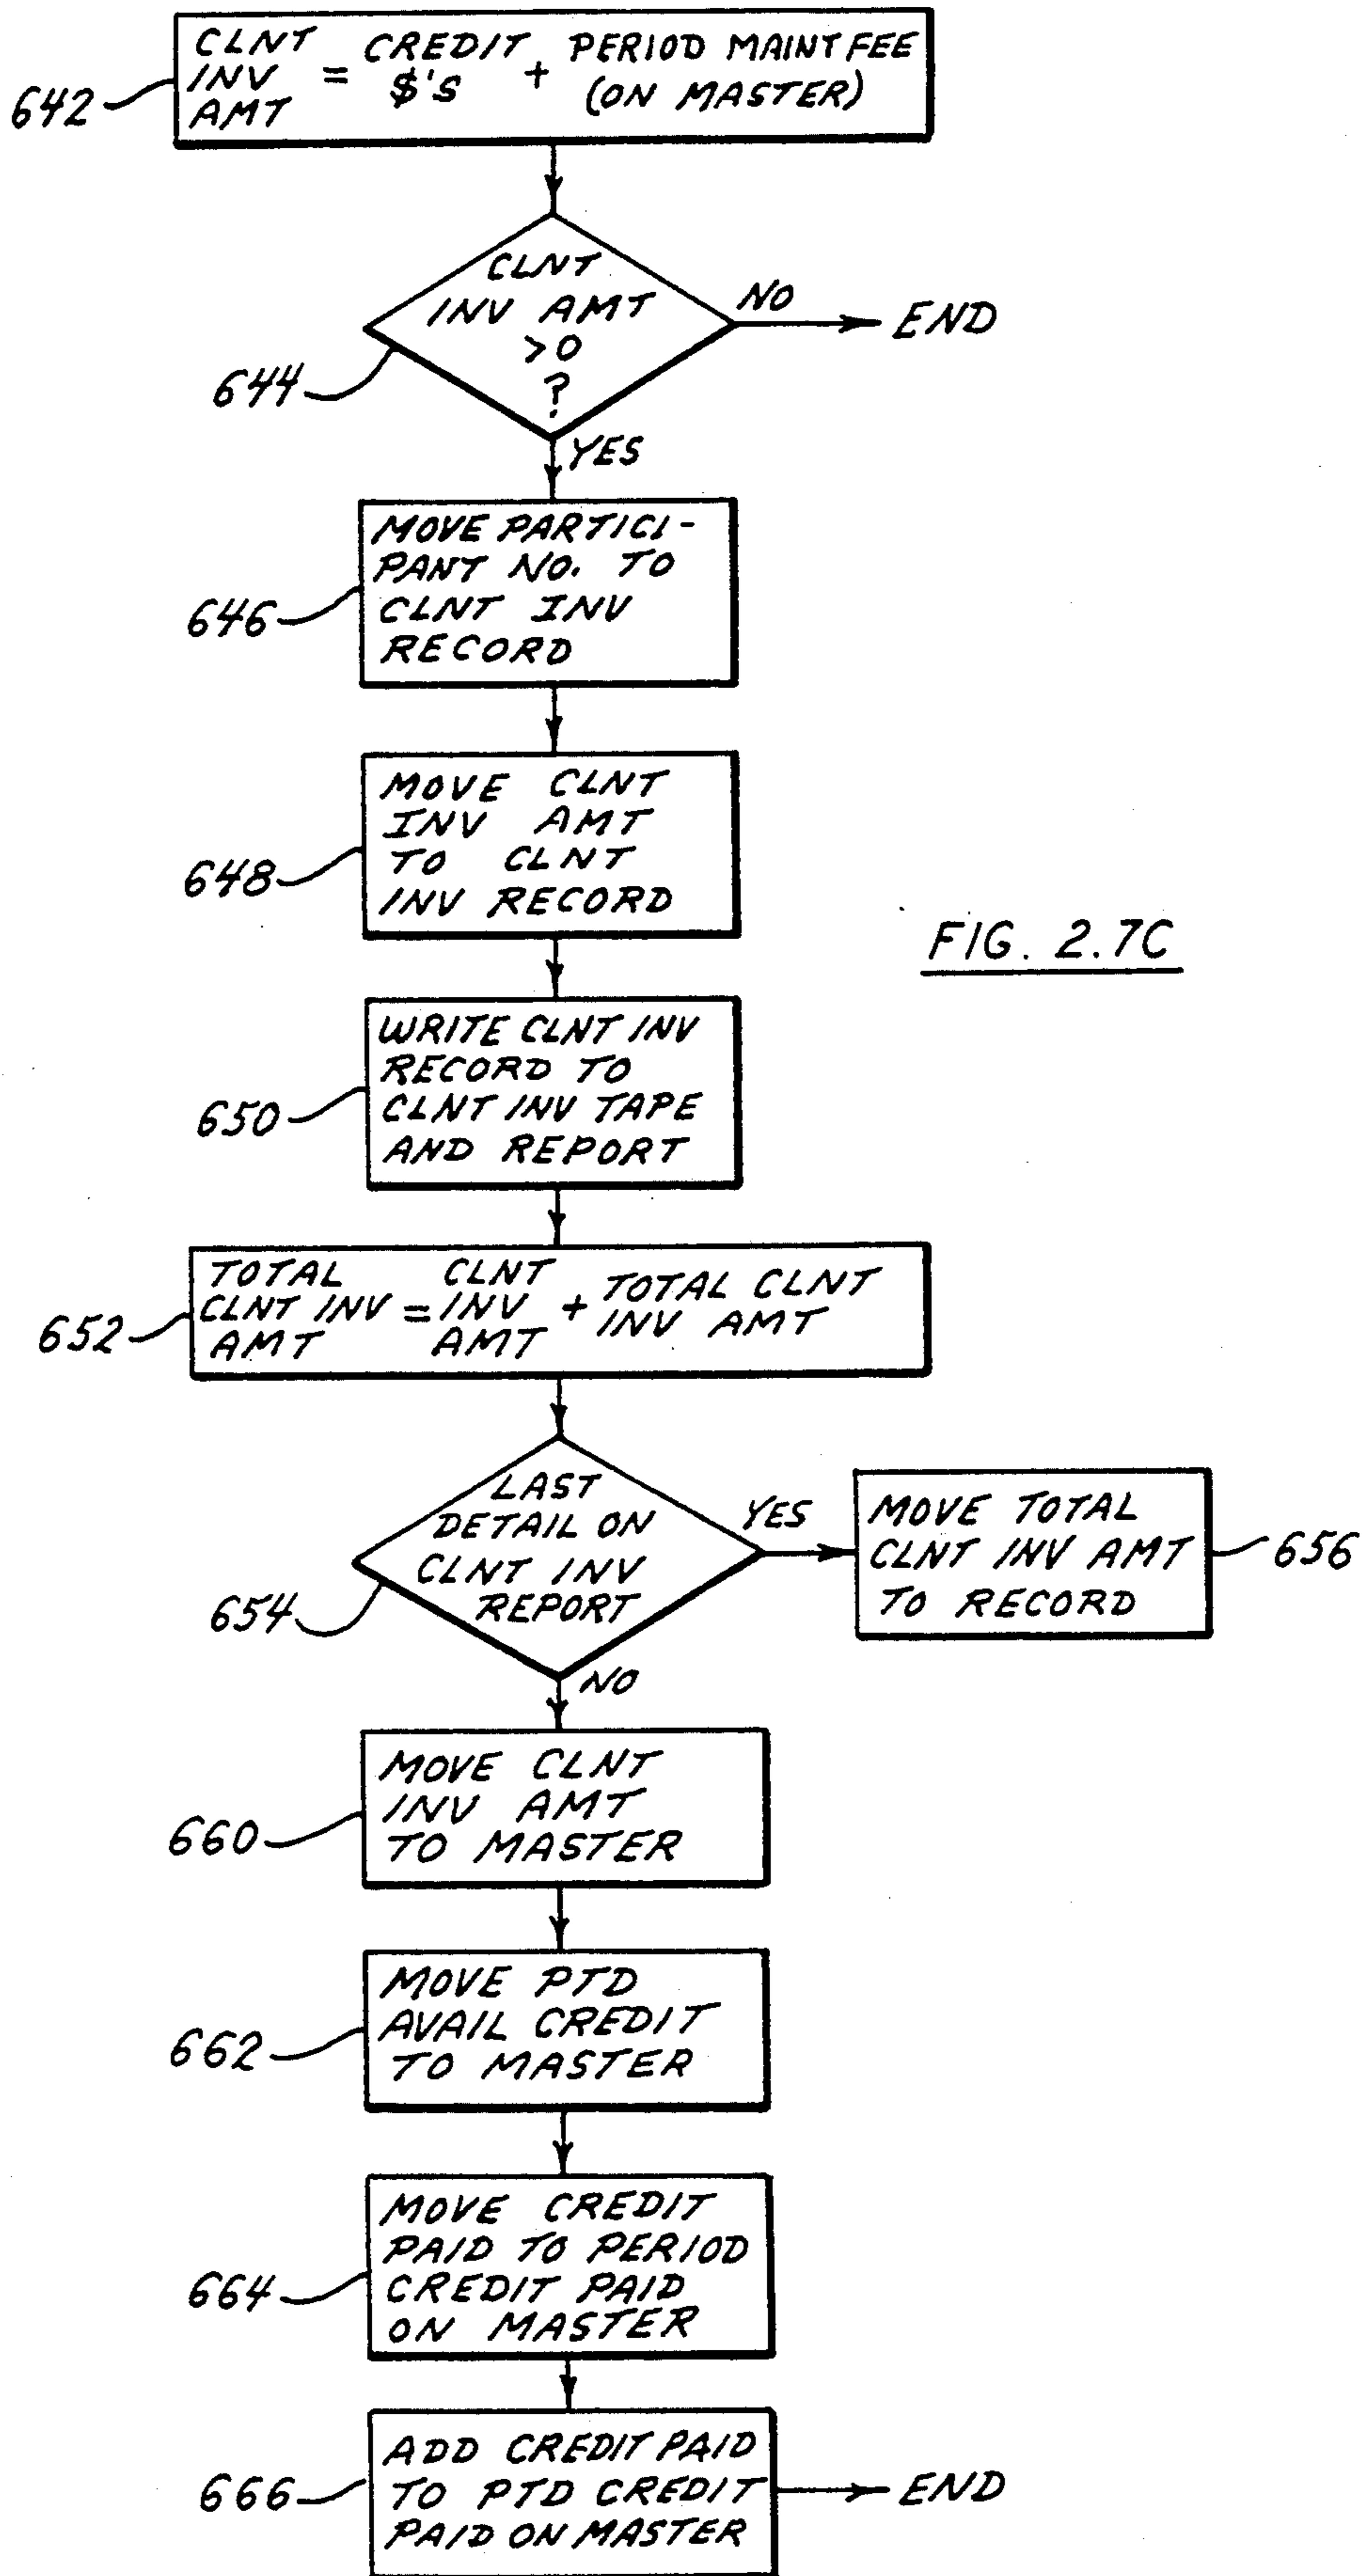 CLNT
INV
AMT
=
CREDIT
$'S
+
PERIOD MAINT FEE
(ON MASTER)
642
CLNT
INV AMT
>0
?
NO
END
644
YES
MOVE PARTICI-
PANT NO. TO
CLNT INV
RECORD
646
MOVE CLNT
INV AMT
TO CLNT
INV RECORD
648
FIG. 2.7C
WRITE CLNT INV
RECORD TO
CLNT INV TAPE
AND REPORT
650
TOTAL
CLNT INV
AMT
=
CLNT
INV
AMT
+
TOTAL CLNT
INV AMT
652
LAST
DETAIL ON
CLNT INV
REPORT
654
YES
MOVE TOTAL
CLNT INV AMT
TO RECORD
656
NO
MOVE CLNT
INV AMT
TO MASTER
660
MOVE PTD
AVAIL CREDIT
TO MASTER
662
MOVE CREDIT
PAID TO PERIOD
CREDIT PAID
ON MASTER
664
ADD CREDIT PAID
TO PTD CREDIT
PAID ON MASTER
666
END